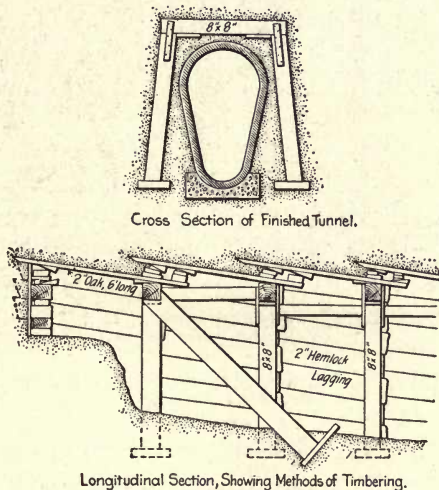 8"x8"
Cross Section of Finished Tunnel.
2" Oak, 6' long
8"x8"
2" Hemlock
Lagging
8"x8"
Longitudinal Section, Showing Methods of Timbering.